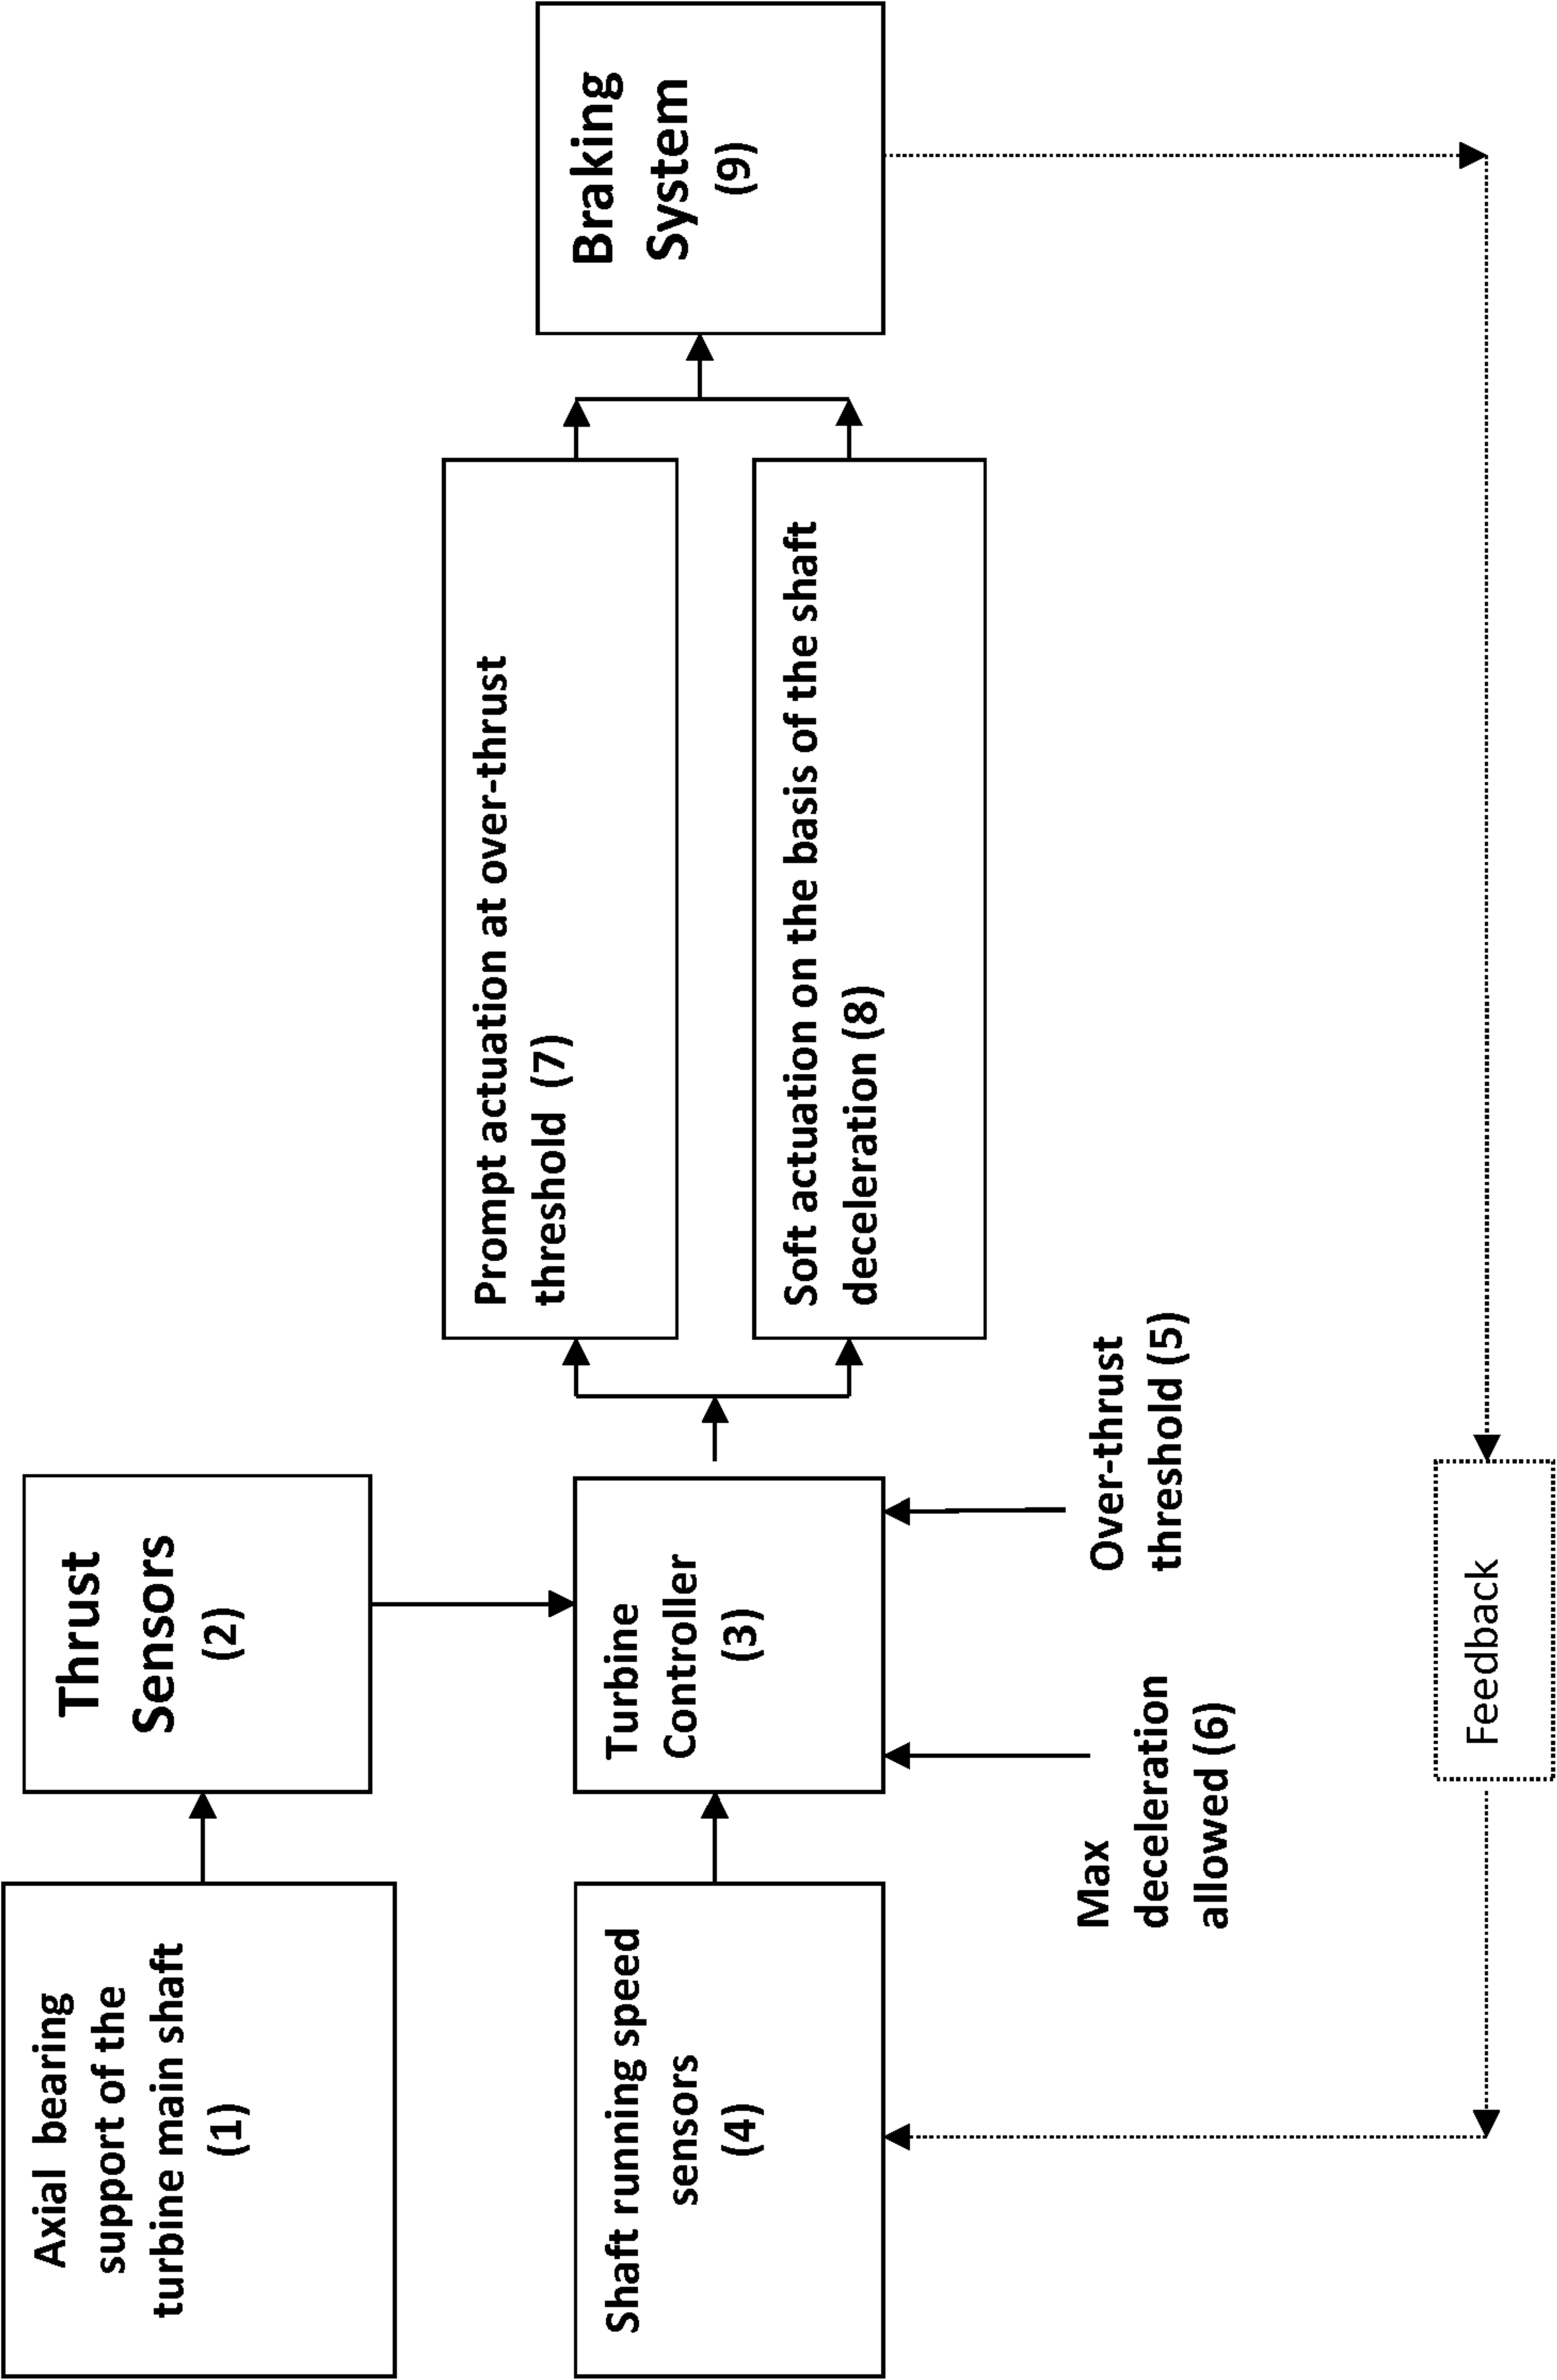 Axial bearing
support of the
turbine main shaft
(1)
Thrust
Sensors
(2)
Shaft running speed
sensors
(4)
Turbine
Controller
(3)
Max
deceleration
allowed (6)
Over-thrust
threshold (5)
Prompt actuation at over-thrust
threshold (7)
Soft actuation on the basis of the shaft
deceleration (8)
Braking
System
(9)
Feedback